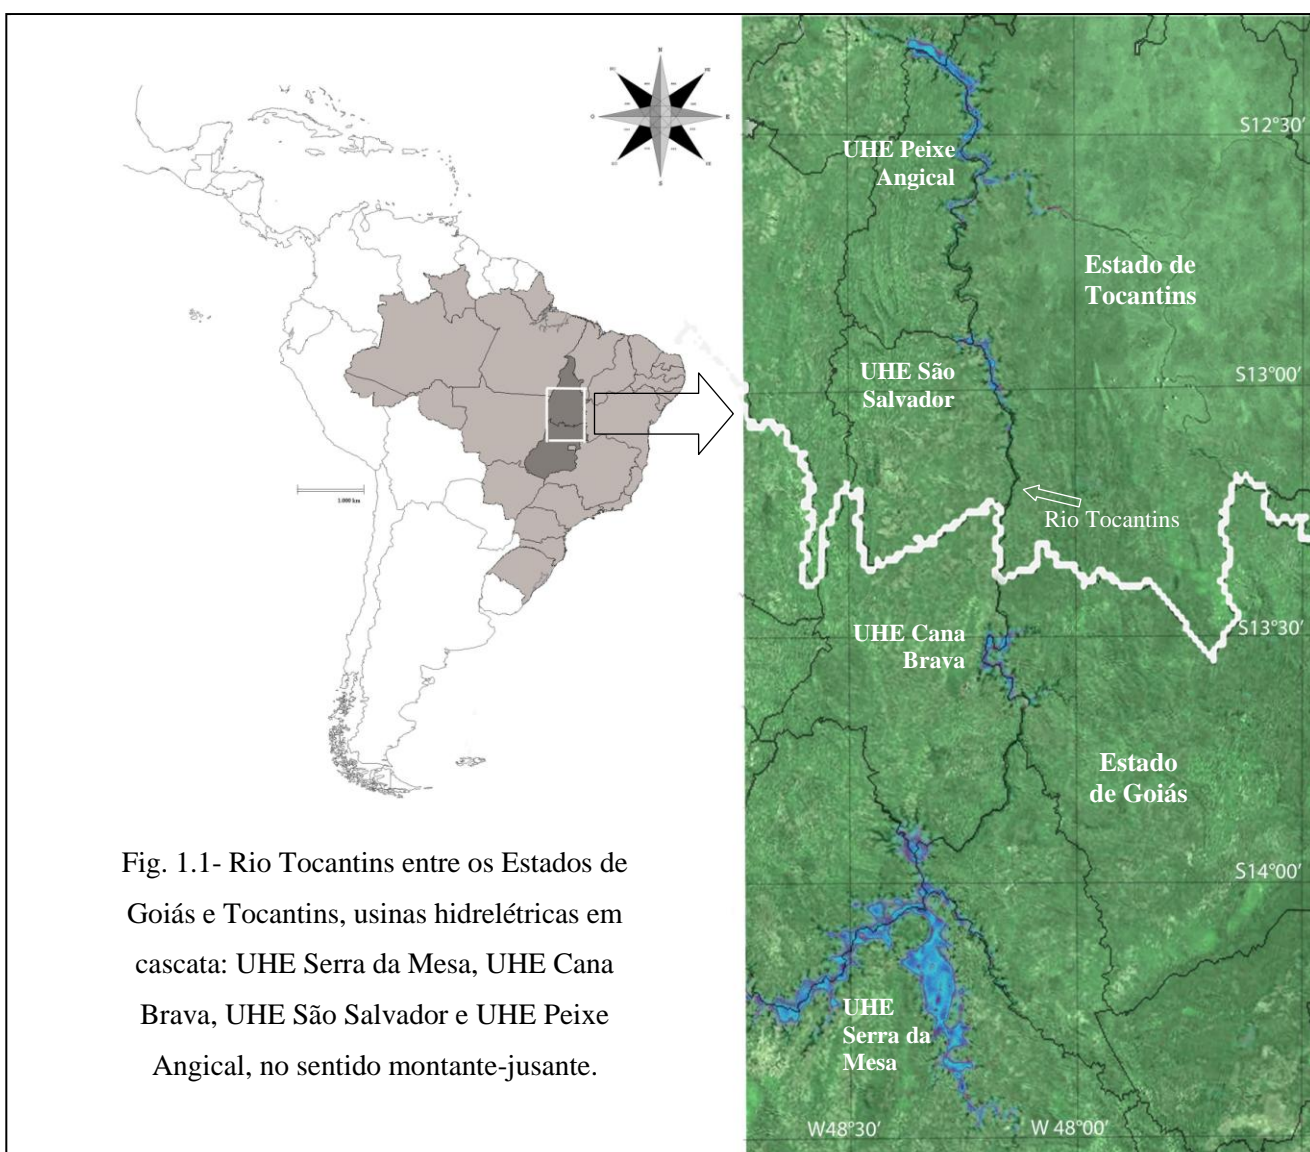 N
O
E
S
1.000 km
S12°30’
UHE Peixe
Angical
Estado de
Tocantins
UHE São
Salvador
S13°00’
Rio Tocantins
S13°30’
UHE Cana
Brava
Estado
de Goiás
S14°00’
UHE
Serra da
Mesa
W48°30’
W 48°00’
Fig. 1.1- Rio Tocantins entre os Estados de
Goiás e Tocantins, usinas hidrelétricas em
cascata: UHE Serra da Mesa, UHE Cana
Brava, UHE São Salvador e UHE Peixe
Angical, no sentido montante-jusante.